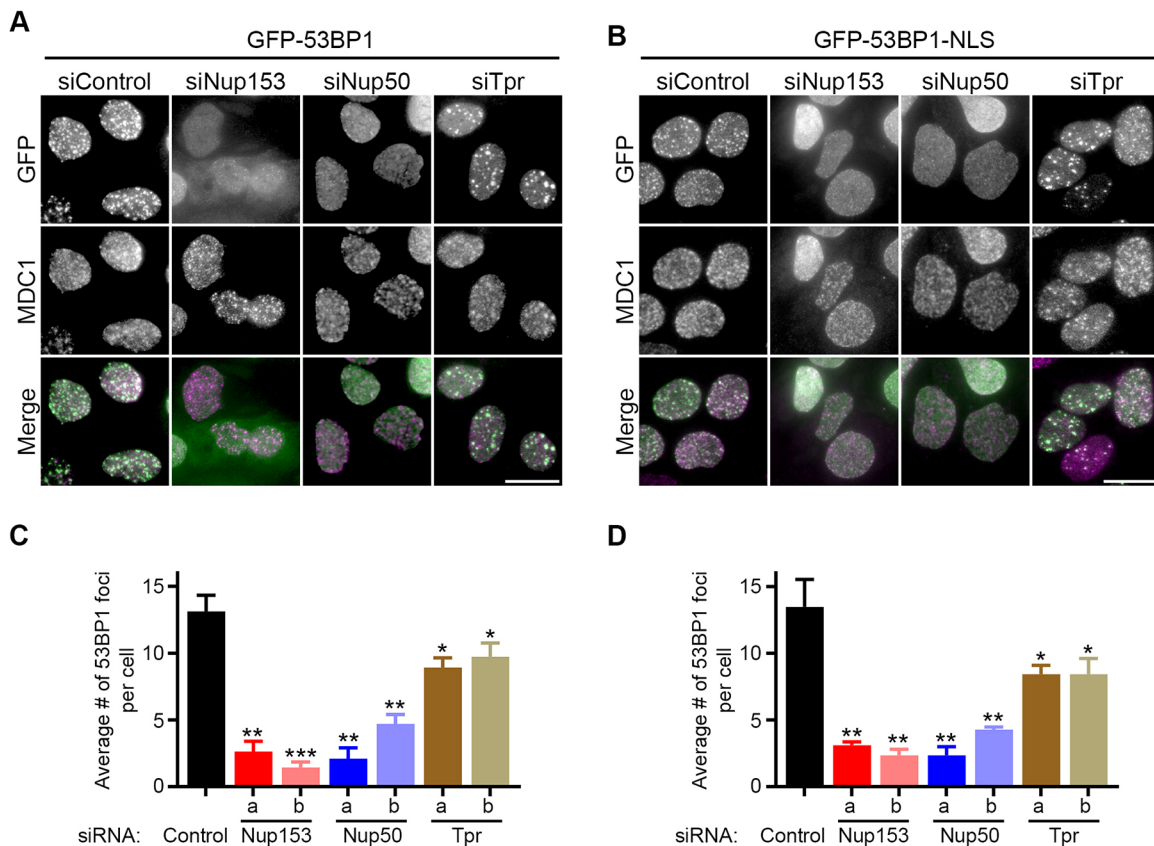 A
GFP-53BP1
siControl siNup153 siNup50 siTpr
GFP
MDC1
Merge
B
GFP-53BP1-NLS
siControl siNup153 siNup50 siTpr
GFP
MDC1
Merge
C
Average # of 53BP1 foci
per cell
15
10
5
0
** *** ** ** * *
a b a b a b
siRNA: Control Nup153 Nup50 Tpr
D
Average # of 53BP1 foci
per cell
15
10
5
0
** ** ** ** * *
a b a b a b
siRNA: Control Nup153 Nup50 Tpr